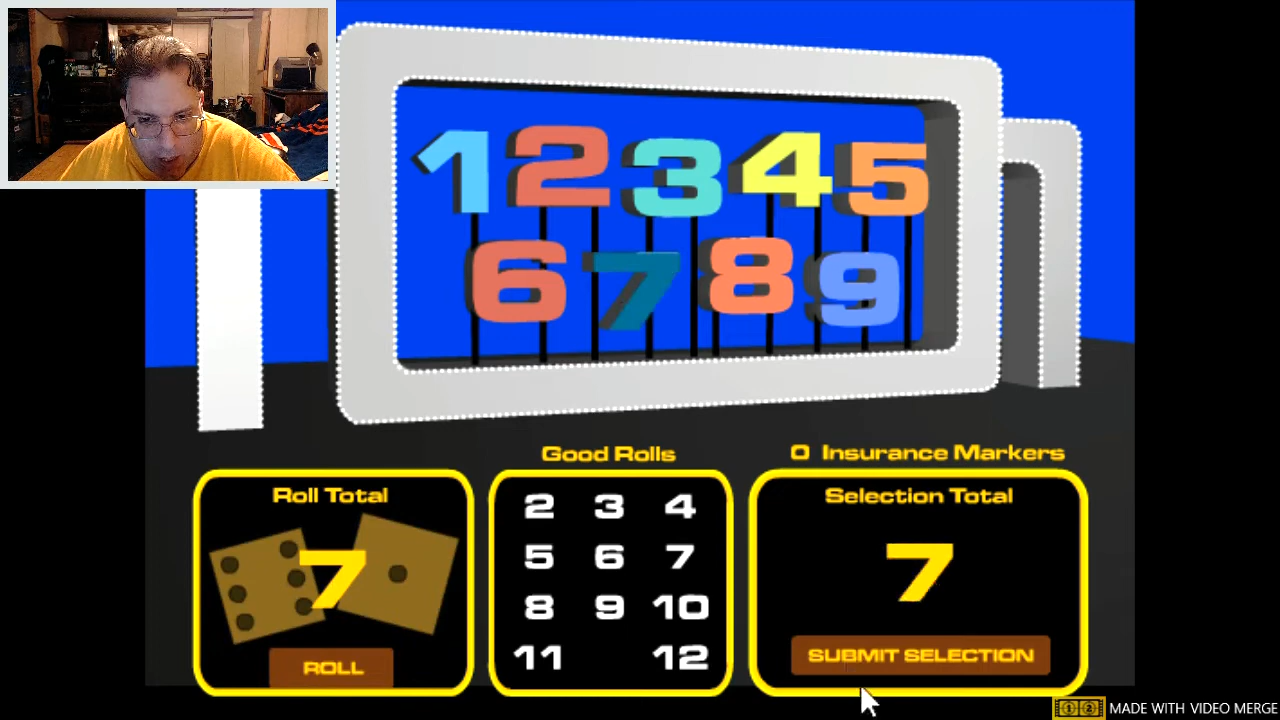 1 2 3 4 5
6 7 8 9
Good Rolls
0 Insurance Markers
Roll Total
7
ROLL
2 3 4
5 6 7
8 9 10
11 12
Selection Total
7
SUBMIT SELECTION
1 2 MADE WITH VIDEO MERGE